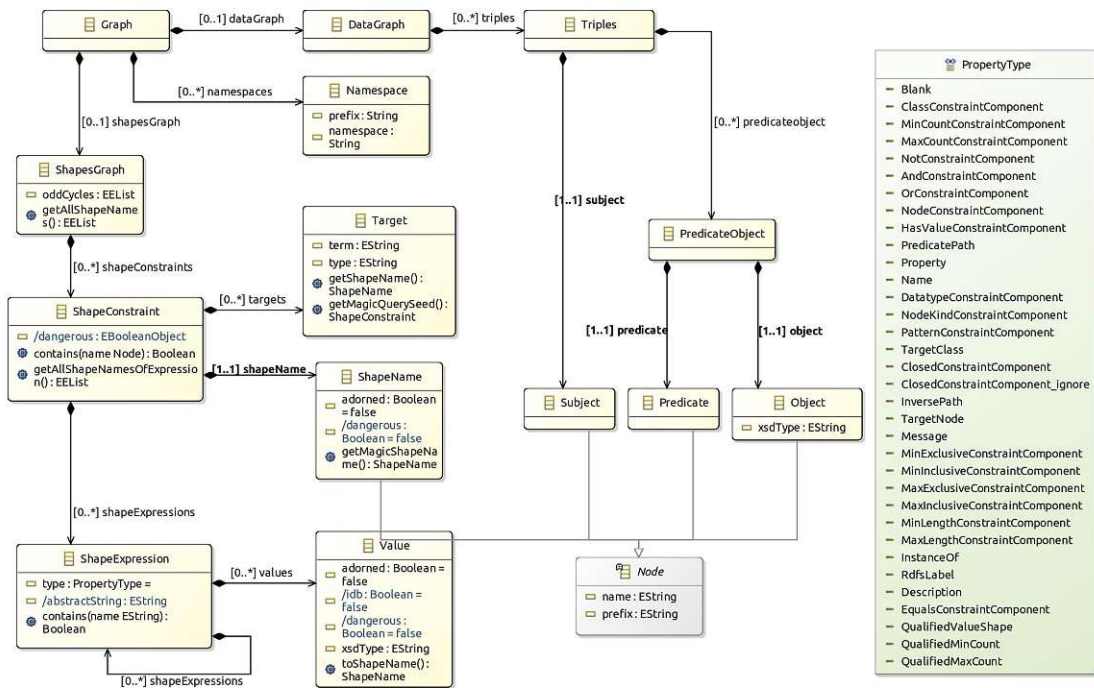 Graph
[0..1] dataGraph
DataGraph
[0..*] triples
Triples
[0..*] namespaces
Namespace
prefix : String
namespace :
String
[0..1] shapesGraph
[0..*] predicateobject
ShapesGraph
oddCycles : EEList
getAllShapeName
s() : EEList
[1..1] subject
Target
term : EString
type : EString
getShapeName() :
ShapeName
getMagicQuerySeed() :
ShapeConstraint
PredicateObject
[0..*] shapeConstraints
[0..*] targets
ShapeConstraint
/dangerous : EBooleanObject
contains(name Node) : Boolean
getAllShapeNamesOfExpressio
n() : EEList
[1..1] predicate
[1..1] object
[1..1] shapeName
ShapeName
adorned : Boolean
= false
/dangerous :
Boolean = false
getMagicShapeNa
me() : ShapeName
Subject
Predicate
Object
xsdType : EString
[0..*] shapeExpressions
ShapeExpression
type : PropertyType =
/abstractString : EString
contains(name EString) :
Boolean
[0..*] values
[0..*] shapeExpressions
Value
adorned : Boolean =
false
/idb : Boolean =
false
/dangerous :
Boolean = false
xsdType : EString
toShapeName() :
ShapeName
Node
name : EString
prefix : EString
PropertyType
Blank
ClassConstraintComponent
MinCountConstraintComponent
MaxCountConstraintComponent
NotConstraintComponent
AndConstraintComponent
OrConstraintComponent
NodeConstraintComponent
HasValueConstraintComponent
PredicatePath
Property
Name
DatatypeConstraintComponent
NodeKindConstraintComponent
PatternConstraintComponent
TargetClass
ClosedConstraintComponent
ClosedConstraintComponent_ignore
InversePath
TargetNode
Message
MinExclusiveConstraintComponent
MinInclusiveConstraintComponent
MaxExclusiveConstraintComponent
MaxInclusiveConstraintComponent
MinLengthConstraintComponent
MaxLengthConstraintComponent
InstanceOf
RdfsLabel
Description
EqualsConstraintComponent
QualifiedValueShape
QualifiedMinCount
QualifiedMaxCount